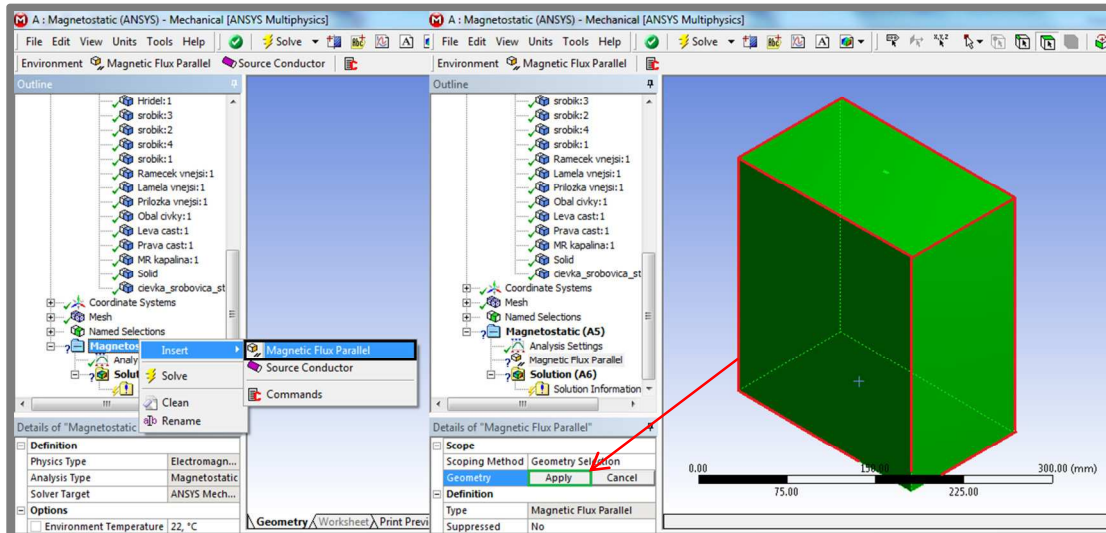 A : Magnetostatic (ANSYS) - Mechanical [ANSYS Multiphysics]
File Edit View Units Tools Help Solve
Environment Magnetic Flux Parallel Source Conductor
Outline
Hridel:1
srobik:3
srobik:2
srobik:4
srobik:1
Ramecek vnejsi:1
Lamela vnejsi:1
Prilozka vnejsi:1
Obal civky:1
Leva cast:1
Prava cast:1
MR kapalina:1
Solid
cievka_srobovica_st
Coordinate Systems
Mesh
Named Selections
Magnetos
Analy
Solut
Insert
Solve
Clean
Rename
Magnetic Flux Parallel
Source Conductor
Commands
Details of "Magnetostatic
Definition
Physics Type Electromagn...
Analysis Type Magnetostatic
Solver Target ANSYS Mech...
Options
Environment Temperature 22, °C
Geometry Worksheet Print Previ
A : Magnetostatic (ANSYS) - Mechanical [ANSYS Multiphysics]
File Edit View Units Tools Help Solve
Environment Magnetic Flux Parallel
Outline
srobik:3
srobik:2
srobik:4
srobik:1
Ramecek vnejsi:1
Lamela vnejsi:1
Prilozka vnejsi:1
Obal civky:1
Leva cast:1
Prava cast:1
MR kapalina:1
Solid
cievka_srobovica_st
Coordinate Systems
Mesh
Named Selections
Magnetostatic (A5)
Analysis Settings
Magnetic Flux Parallel
Solution (A6)
Solution Information
Details of "Magnetic Flux Parallel"
Scope
Scoping Method Geometry Selection
Geometry Apply Cancel
Definition
Type Magnetic Flux Parallel
Suppressed No
0.00 150.00 300.00 (mm)
75.00 225.00